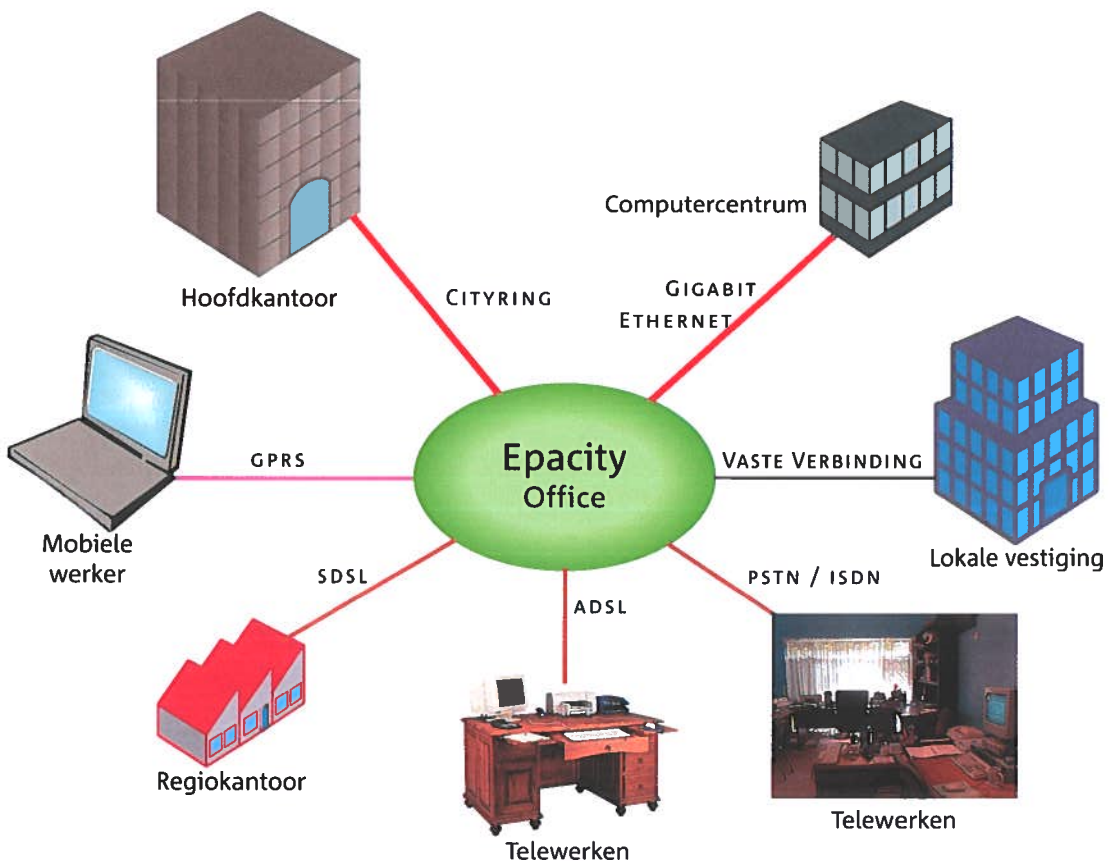 Computercentrum
Hoofdkantoor
CITYRING
GIGABIT
ETHERNET
Epacity
Office
GPRS
VASTE VERBINDING
Mobiele
werker
Lokale vestiging
SDSL
ADSL
PSTN / ISDN
Regiokantoor
Telewerken
Telewerken